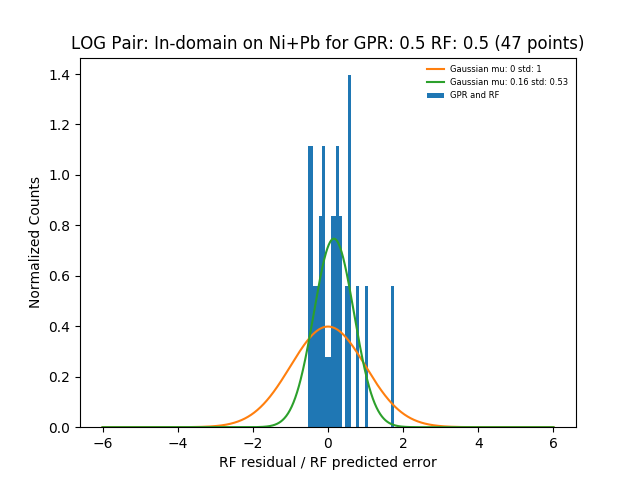 LOG Pair: In-domain on Ni+Pb for GPR: 0.5 RF: 0.5 (47 points)
Gaussian mu: 0 std: 1
Gaussian mu: 0.16 std: 0.53
GPR and RF
Normalized Counts
1.4
1.2
1.0
0.8
0.6
0.4
0.2
0.0
−6
−4
−2
0
2
4
6
RF residual / RF predicted error